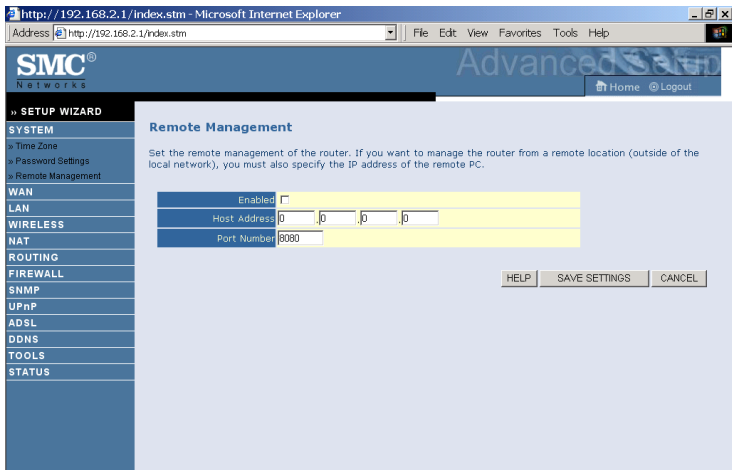 http://192.168.2.1/index.stm - Microsoft Internet Explorer
Address http://192.168.2.1/index.stm File Edit View Favorites Tools Help
SMC®
Networks
Advanced Setup
Home Logout
» SETUP WIZARD
SYSTEM
» Time Zone
» Password Settings
» Remote Management
WAN
LAN
WIRELESS
NAT
ROUTING
FIREWALL
SNMP
UPnP
ADSL
DDNS
TOOLS
STATUS
Remote Management
Set the remote management of the router. If you want to manage the router from a remote location (outside of the
local network), you must also specify the IP address of the remote PC.
Enabled
Host Address 0 .0 .0 .0
Port Number 8080
HELP SAVE SETTINGS CANCEL